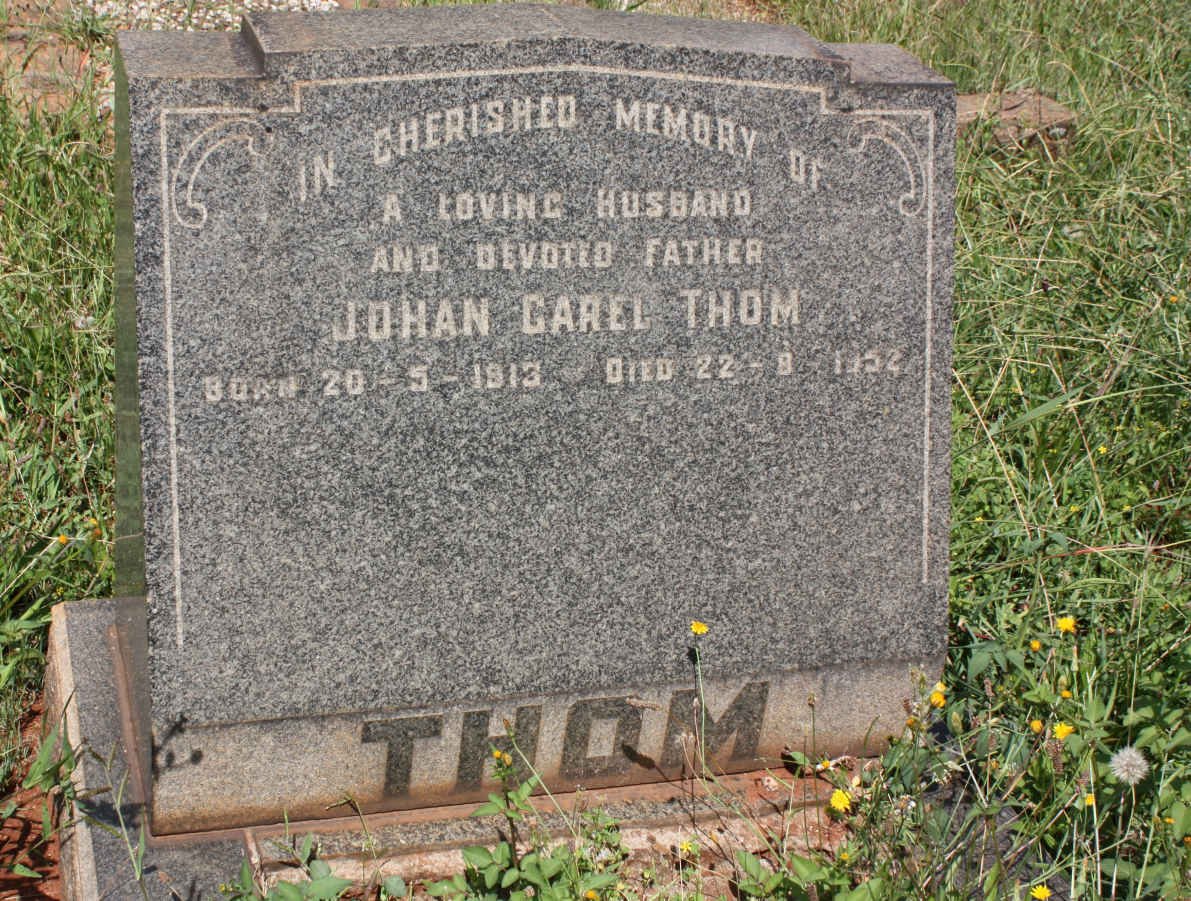 IN CHERISHED MEMORY OF
A LOVING HUSBAND
AND DEVOTED FATHER
JOHAN CAREL THOM
BORN 20-5-1913 DIED 22-8-1952
THOM